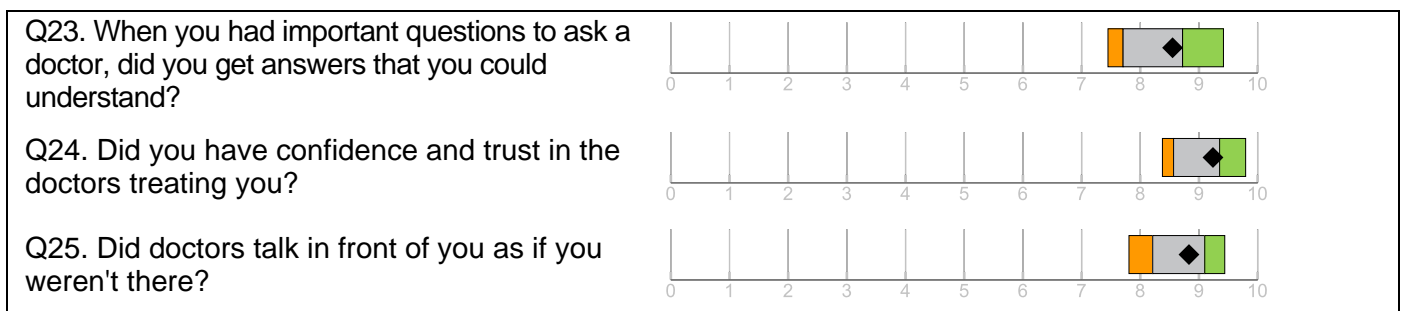 Q23. When you had important questions to ask a
doctor, did you get answers that you could
understand?
0 1 2 3 4 5 6 7 8 9 10
Q24. Did you have confidence and trust in the
doctors treating you?
0 1 2 3 4 5 6 7 8 9 10
Q25. Did doctors talk in front of you as if you
weren't there?
0 1 2 3 4 5 6 7 8 9 10